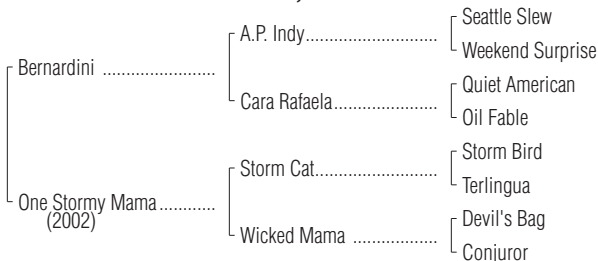 Seattle Slew
A.P. Indy
Weekend Surprise
Bernardini
Quiet American
Cara Rafaela
Oil Fable
Storm Bird
Storm Cat
Terlingua
One Stormy Mama
(2002)
Devil's Bag
Wicked Mama
Conjuror